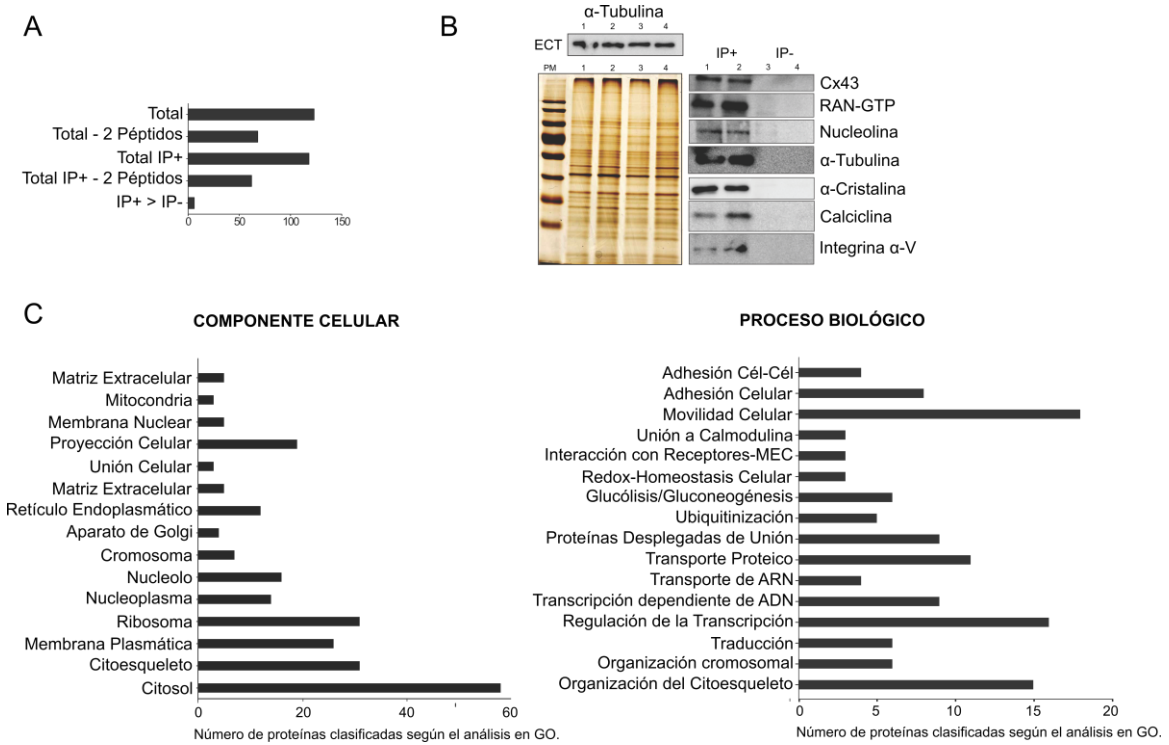 A
Total
Total - 2 Péptidos
Total IP+
Total IP+ - 2 Péptidos
IP+ > IP-
0 50 100 150
B
α-Tubulina
1 2 3 4
ECT
PM 1 2 3 4
IP+ IP-
1 2 3 4
Cx43
RAN-GTP
Nucleolina
α-Tubulina
α-Cristalina
Calciclina
Integrina α-V
C
COMPONENTE CELULAR
Matriz Extracelular
Mitocondria
Membrana Nuclear
Proyección Celular
Unión Celular
Matriz Extracelular
Retículo Endoplasmático
Aparato de Golgi
Cromosoma
Nucleolo
Nucleoplasma
Ribosoma
Membrana Plasmática
Citoesqueleto
Citosol
0 20 40 60
Número de proteínas clasificadas según el análisis en GO.
PROCESO BIOLÓGICO
Adhesión Cél-Cél
Adhesión Celular
Movilidad Celular
Unión a Calmodulina
Interacción con Receptores-MEC
Redox-Homeostasis Celular
Glucólisis/Gluconeogénesis
Ubiquitinización
Proteínas Desplegadas de Unión
Transporte Proteico
Transporte de ARN
Transcripción dependiente de ADN
Regulación de la Transcripción
Traducción
Organización cromosomal
Organización del Citoesqueleto
0 5 10 15 20
Número de proteínas clasificadas según el análisis en GO.